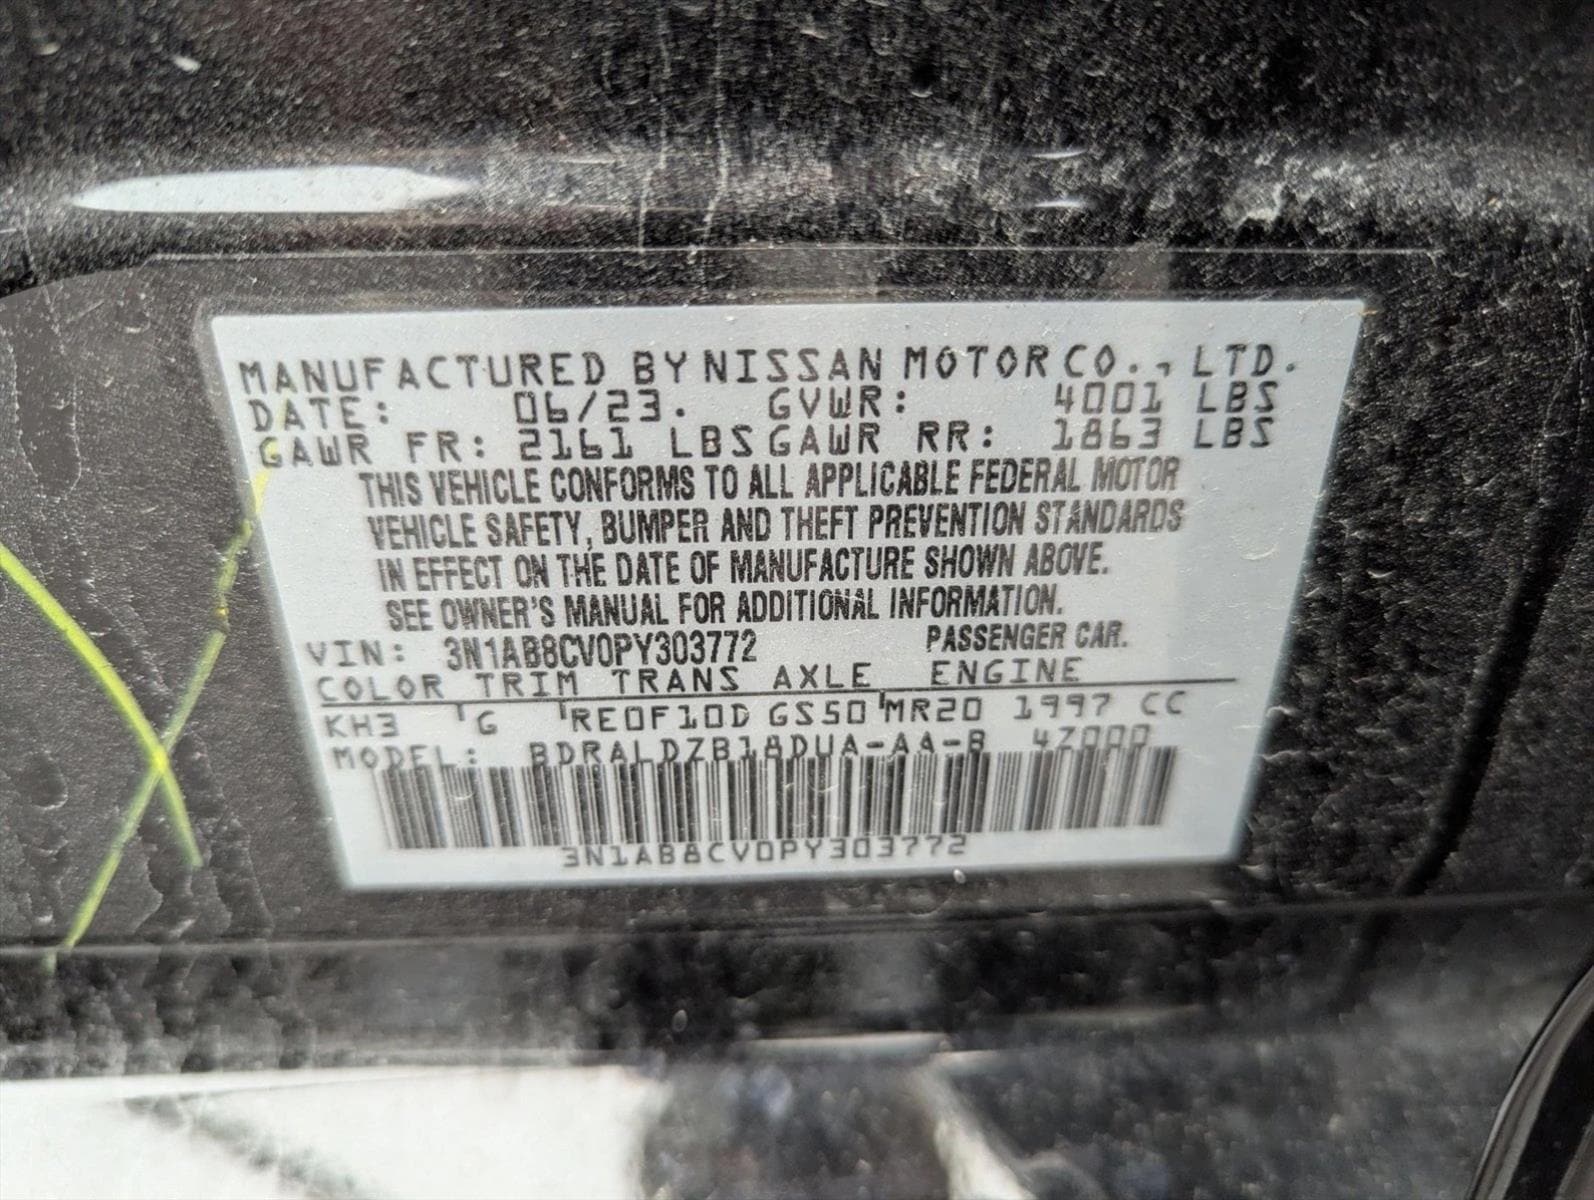 MANUFACTURED BY NISSAN MOTOR CO., LTD.
DATE: 06/23. GVWR: 4001 LBS
GAWR FR: 2161 LBS GAWR RR: 1863 LBS
THIS VEHICLE CONFORMS TO ALL APPLICABLE FEDERAL MOTOR
VEHICLE SAFETY, BUMPER AND THEFT PREVENTION STANDARDS
IN EFFECT ON THE DATE OF MANUFACTURE SHOWN ABOVE.
SEE OWNER'S MANUAL FOR ADDITIONAL INFORMATION.
VIN: 3N1AB8CV0PY303772 PASSENGER CAR.
COLOR TRIM TRANS AXLE ENGINE
KH3 G RE0F10D GS50 MR20 1997 CC
MODEL: BDRALDZB18DUA-AA-B 4Z000
3N1AB8CV0PY303772